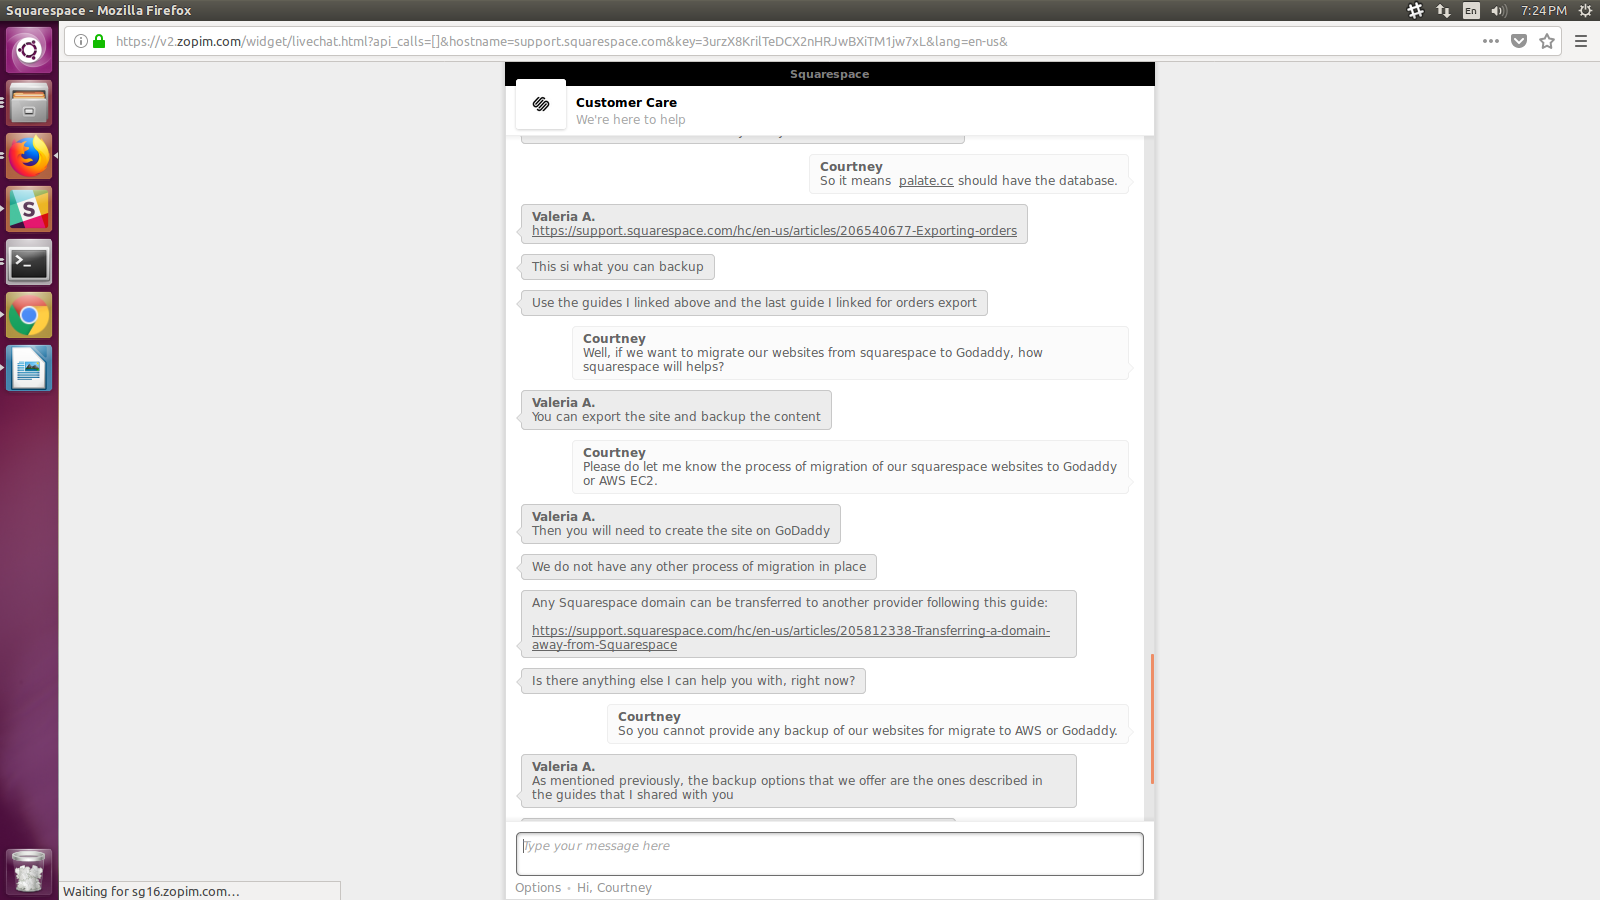 Squarespace - Mozilla Firefox
En
7:24 PM
https://v2.zopim.com/widget/livechat.html?api_calls=[]&hostname=support.squarespace.com&key=3urzX8KrilTeDCX2nHRJwBXiTM1jw7xL&lang=en-us&
Squarespace
Customer Care
We're here to help
Courtney
So it means palate.cc should have the database.
Valeria A.
https://support.squarespace.com/hc/en-us/articles/206540677-Exporting-orders
This si what you can backup
Use the guides I linked above and the last guide I linked for orders export
Courtney
Well, if we want to migrate our websites from squarespace to Godaddy, how
squarespace will helps?
Valeria A.
You can export the site and backup the content
Courtney
Please do let me know the process of migration of our squarespace websites to Godaddy
or AWS EC2.
Valeria A.
Then you will need to create the site on GoDaddy
We do not have any other process of migration in place
Any Squarespace domain can be transferred to another provider following this guide:
https://support.squarespace.com/hc/en-us/articles/205812338-Transferring-a-domain-
away-from-Squarespace
Is there anything else I can help you with, right now?
Courtney
So you cannot provide any backup of our websites for migrate to AWS or Godaddy.
Valeria A.
As mentioned previously, the backup options that we offer are the ones described in
the guides that I shared with you
Type your message here
Options • Hi, Courtney
Waiting for sg16.zopim.com…